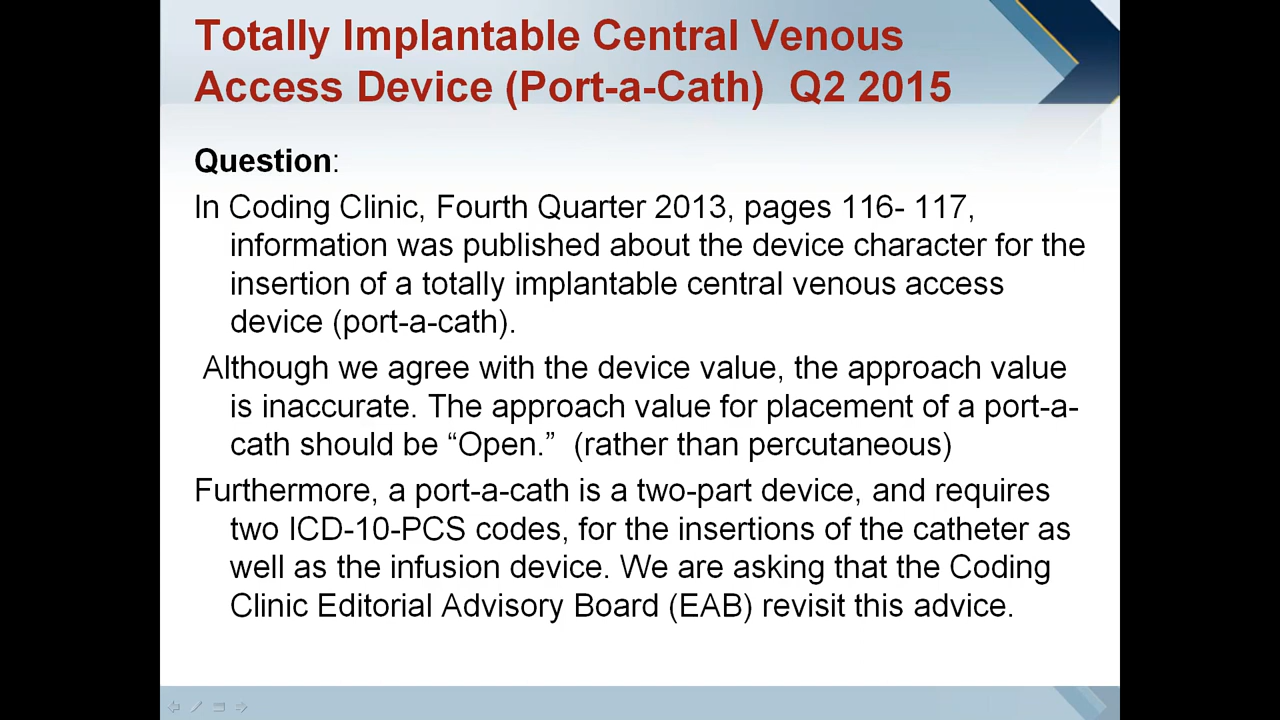 Totally Implantable Central Venous
Access Device (Port-a-Cath)  Q2 2015
Question:
In Coding Clinic, Fourth Quarter 2013, pages 116- 117,
information was published about the device character for the
insertion of a totally implantable central venous access
device (port-a-cath).
Although we agree with the device value, the approach value
is inaccurate. The approach value for placement of a port-a-
cath should be “Open.”  (rather than percutaneous)
Furthermore, a port-a-cath is a two-part device, and requires
two ICD-10-PCS codes, for the insertions of the catheter as
well as the infusion device. We are asking that the Coding
Clinic Editorial Advisory Board (EAB) revisit this advice.